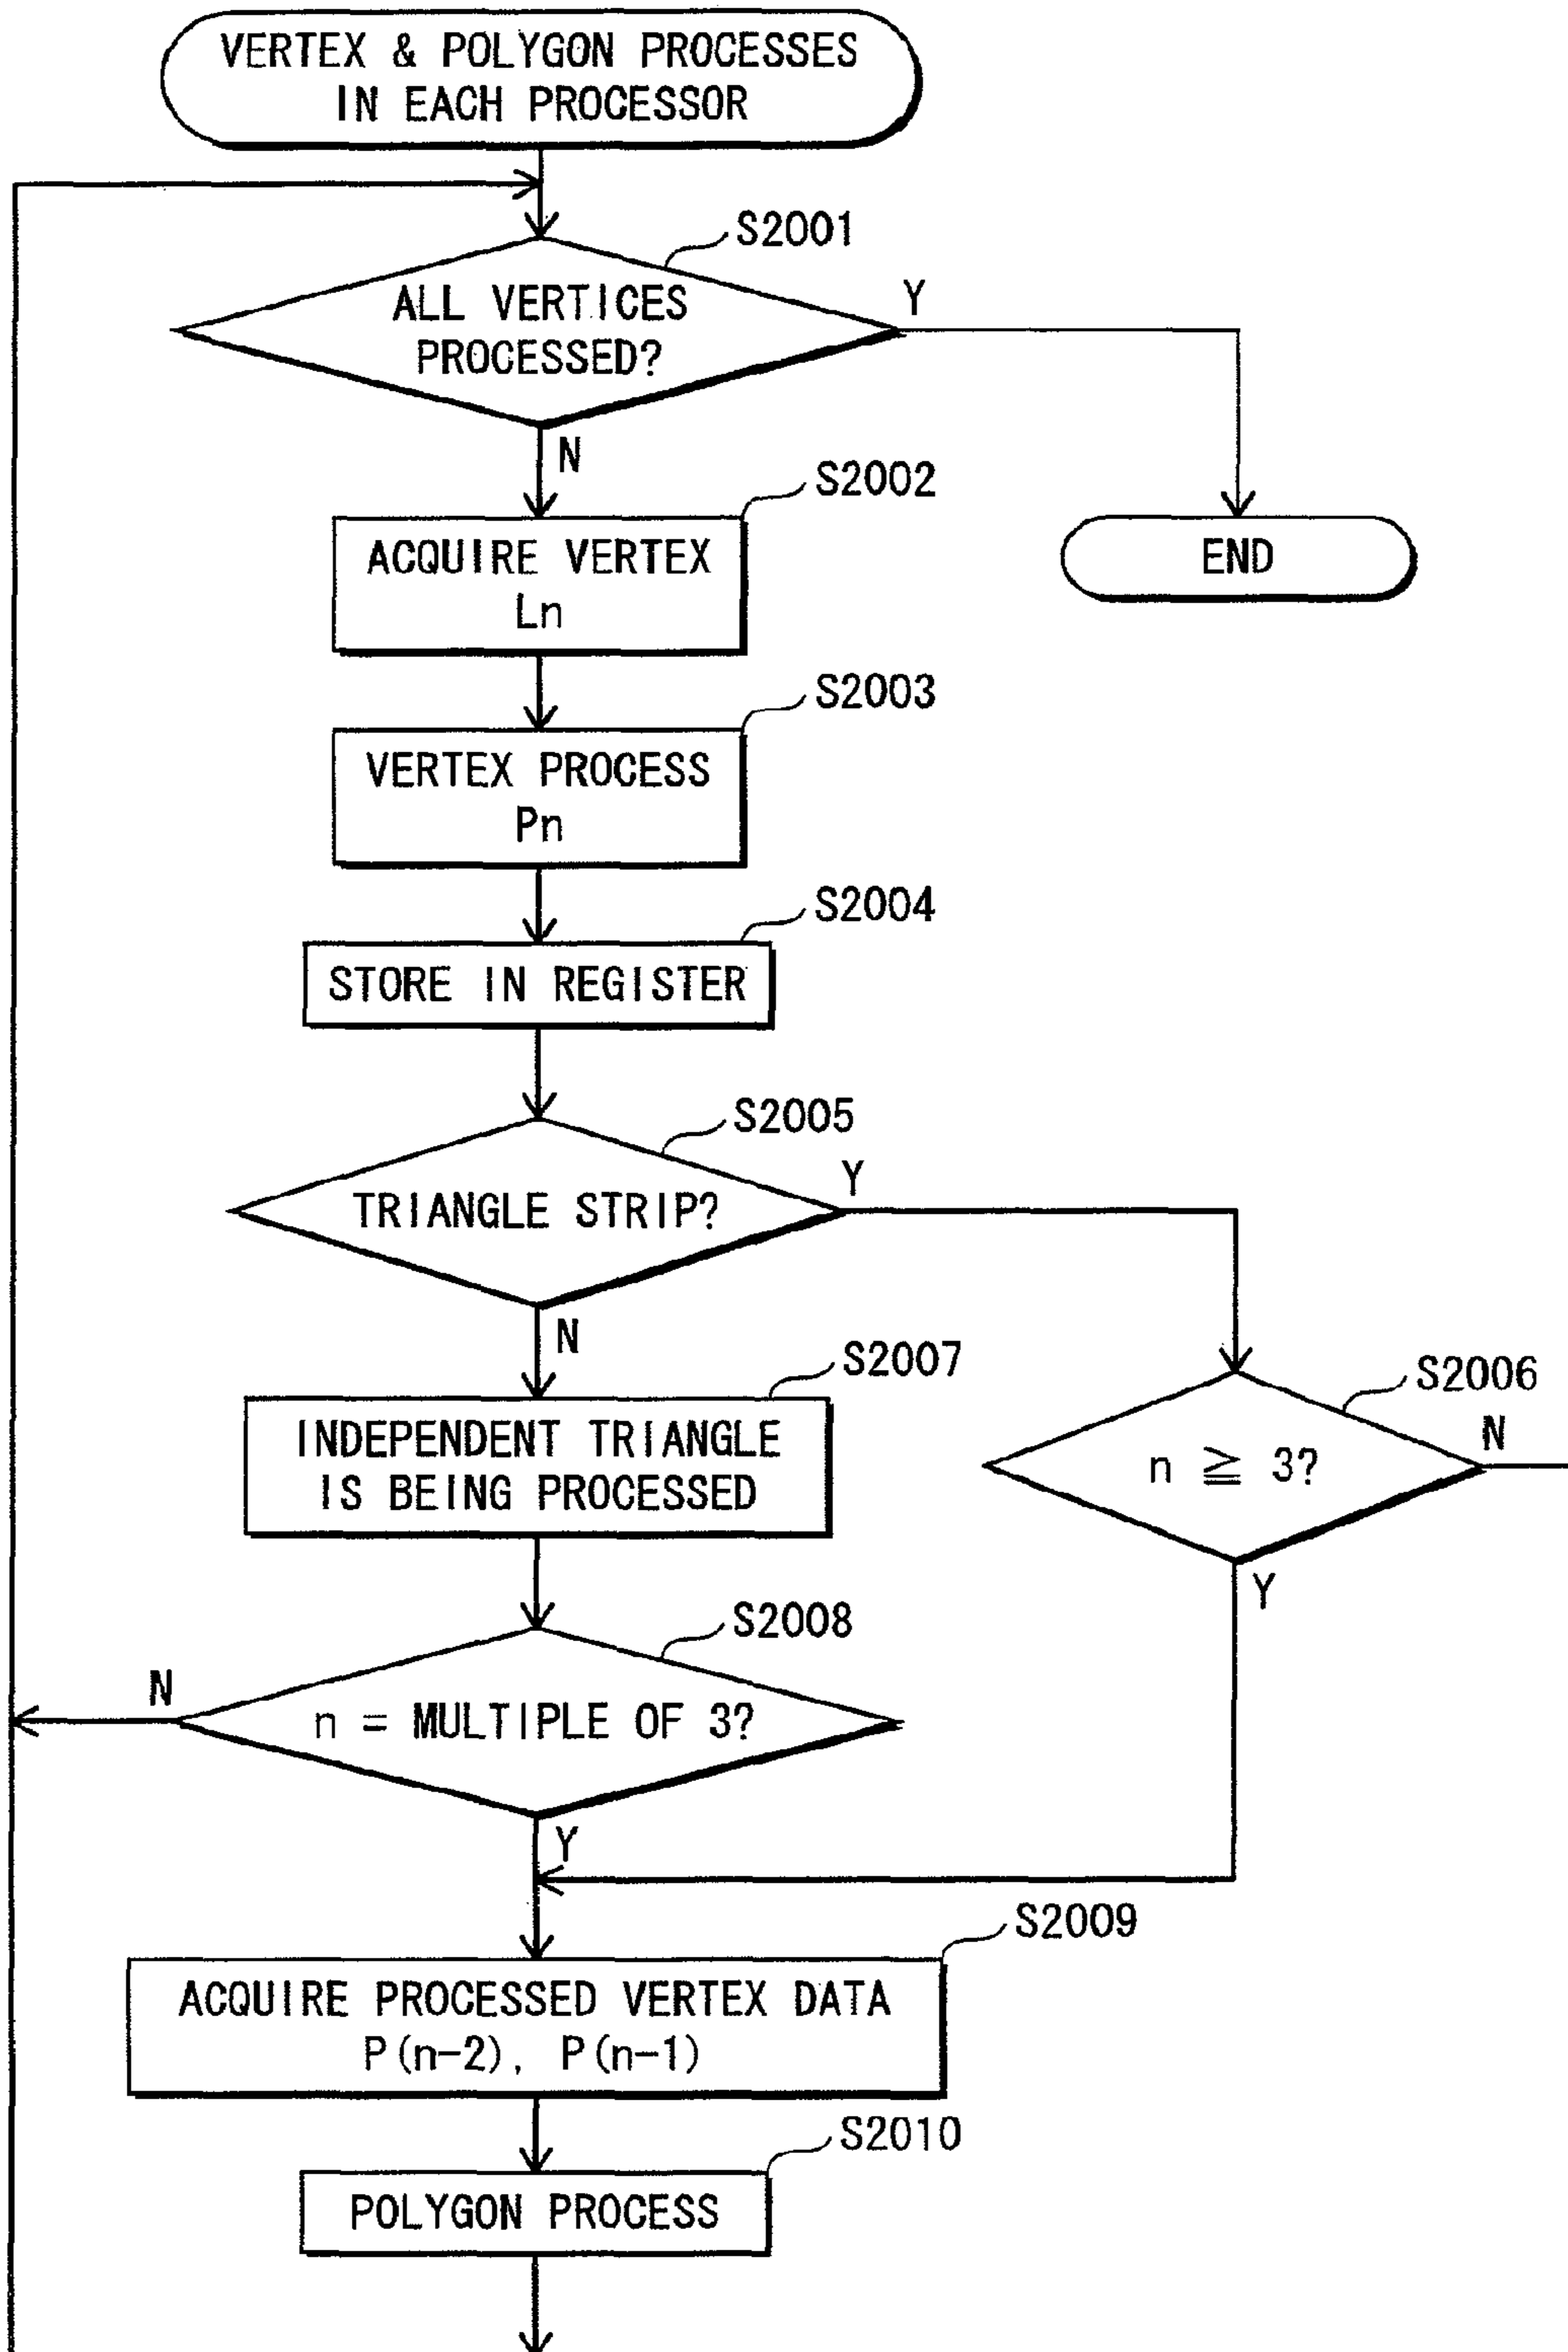 VERTEX & POLYGON PROCESSES
IN EACH PROCESSOR
S2001
ALL VERTICES
PROCESSED?
Y
N
S2002
ACQUIRE VERTEX
Ln
END
S2003
VERTEX PROCESS
Pn
S2004
STORE IN REGISTER
S2005
TRIANGLE STRIP?
Y
N
S2007
INDEPENDENT TRIANGLE
IS BEING PROCESSED
S2006
n ≧ 3?
N
Y
S2008
n = MULTIPLE OF 3?
N
Y
S2009
ACQUIRE PROCESSED VERTEX DATA
P(n-2), P(n-1)
S2010
POLYGON PROCESS